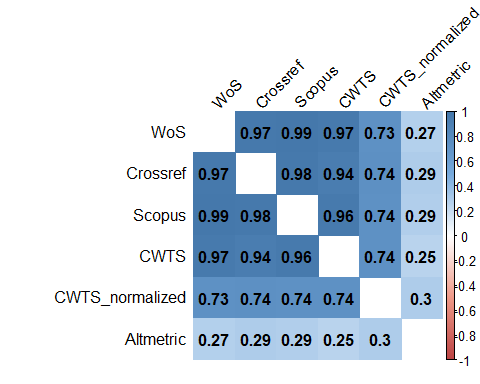 WoS Crossref Scopus CWTS CWTS_normalized Altmetric
WoS 0.97 0.99 0.97 0.73 0.27
Crossref 0.97 0.98 0.94 0.74 0.29
Scopus 0.99 0.98 0.96 0.74 0.29
CWTS 0.97 0.94 0.96 0.74 0.25
CWTS_normalized 0.73 0.74 0.74 0.74 0.3
Altmetric 0.27 0.29 0.29 0.25 0.3
1
0.8
0.6
0.4
0.2
0
0.2
0.4
0.6
0.8
-1